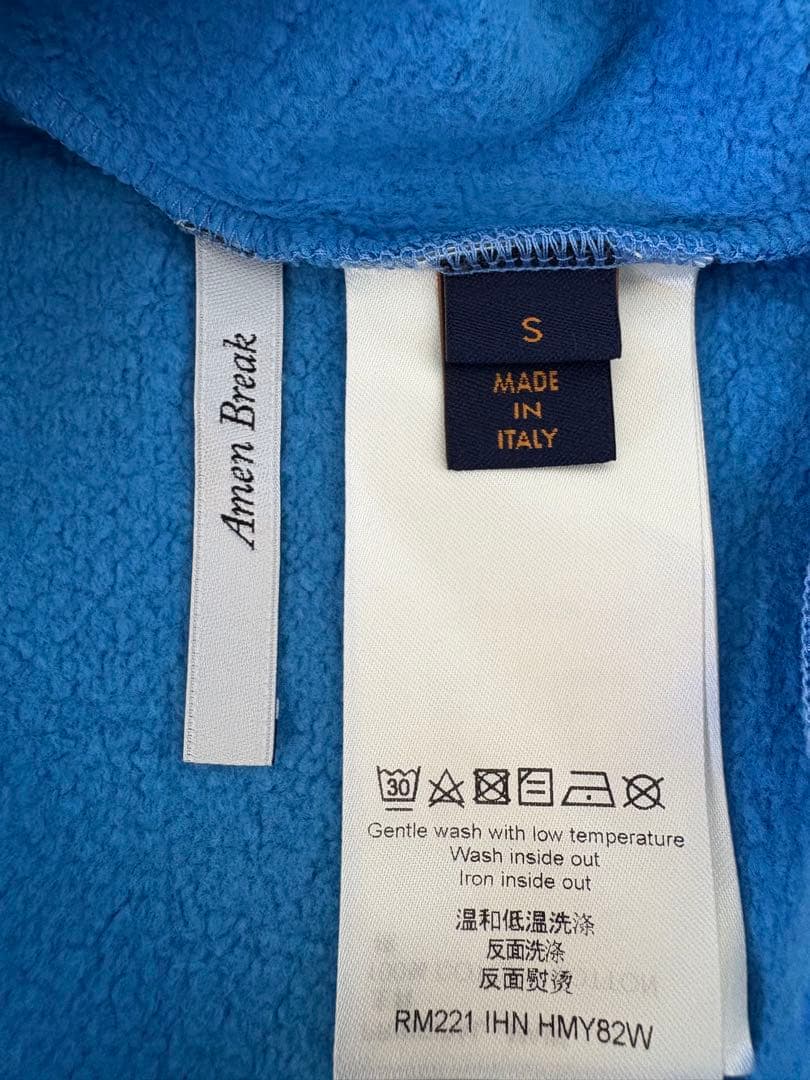 Amen Break
S
MADE
IN
ITALY
30
Gentle wash with low temperature
Wash inside out
Iron inside out
温和低温洗涤
反面洗涤
反面熨烫
RM221 IHN HMY82W